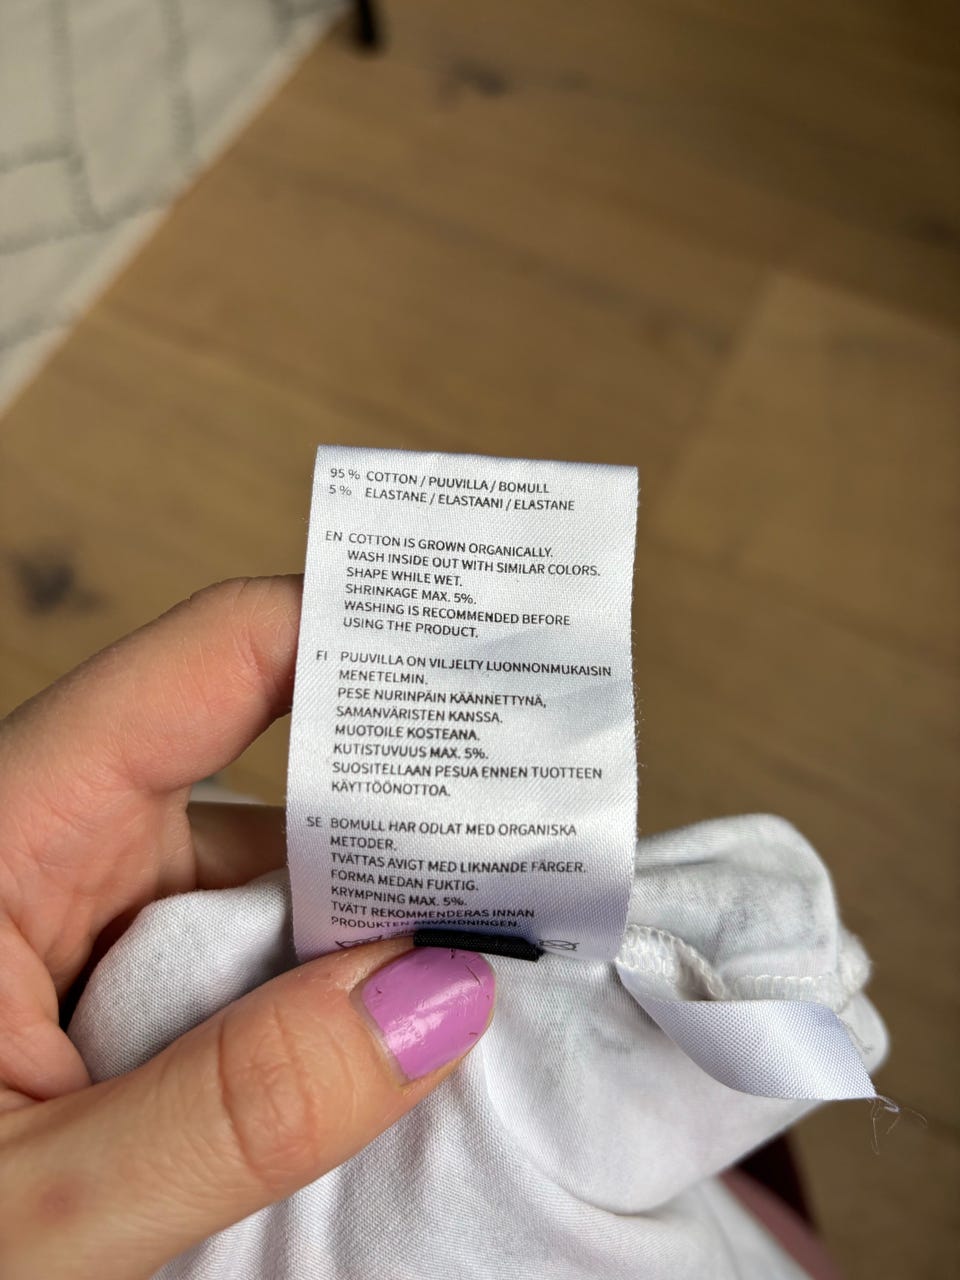 95 % COTTON / PUUVILLA / BOMULL
5 % ELASTANE / ELASTAANI / ELASTANE
EN COTTON IS GROWN ORGANICALLY.
WASH INSIDE OUT WITH SIMILAR COLORS.
SHAPE WHILE WET.
SHRINKAGE MAX. 5%.
WASHING IS RECOMMENDED BEFORE
USING THE PRODUCT.
FI PUUVILLA ON VILJELTY LUONNONMUKAISIN
MENETELMIN.
PESE NURINPÄIN KÄÄNNETTYNÄ,
SAMANVÄRISTEN KANSSA.
MUOTOILE KOSTEANA.
KUTISTUVUUS MAX. 5%.
SUOSITELLAAN PESUA ENNEN TUOTTEEN
KÄYTTÖÖNOTTOA.
SE BOMULL HAR ODLAT MED ORGANISKA
METODER.
TVÄTTAS AVIGT MED LIKNANDE FÄRGER.
FORMA MEDAN FUKTIG.
KRYMPNING MAX. 5%.
TVÄTT REKOMMENDERAS INNAN
PRODUKTEN ANVÄNDNINGEN.